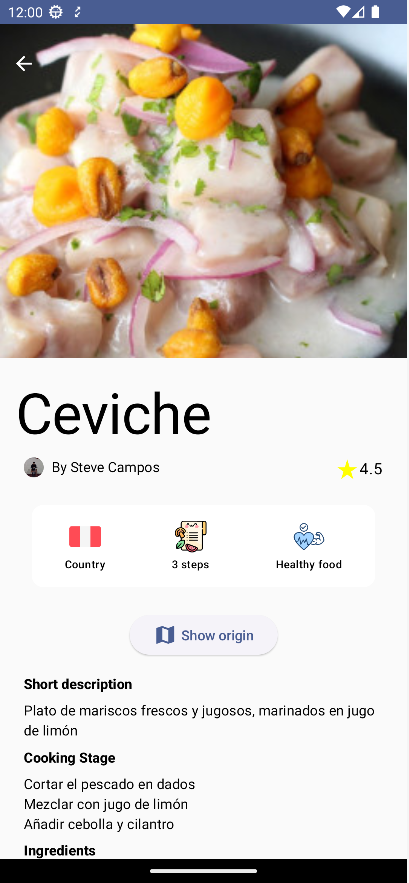 12:00
Ceviche
By Steve Campos
4.5
Country
3 steps
Healthy food
Show origin
Short description
Plato de mariscos frescos y jugosos, marinados en jugo
de limón
Cooking Stage
Cortar el pescado en dados
Mezclar con jugo de limón
Añadir cebolla y cilantro
Ingredients